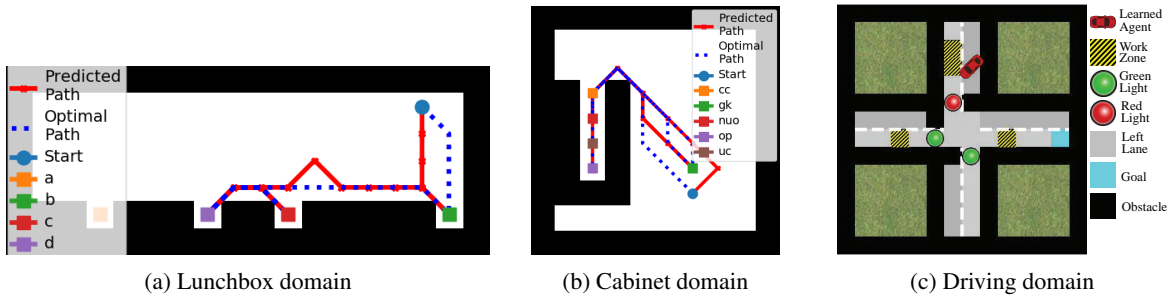 Predicted
Path
Optimal
Path
Start
a
b
c
d
(a) Lunchbox domain
Predicted
Path
Optimal
Path
Start
cc
gk
nuo
op
uc
(b) Cabinet domain
Learned
Agent
Work
Zone
Green
Light
Red
Light
Left
Lane
Goal
Obstacle
(c) Driving domain